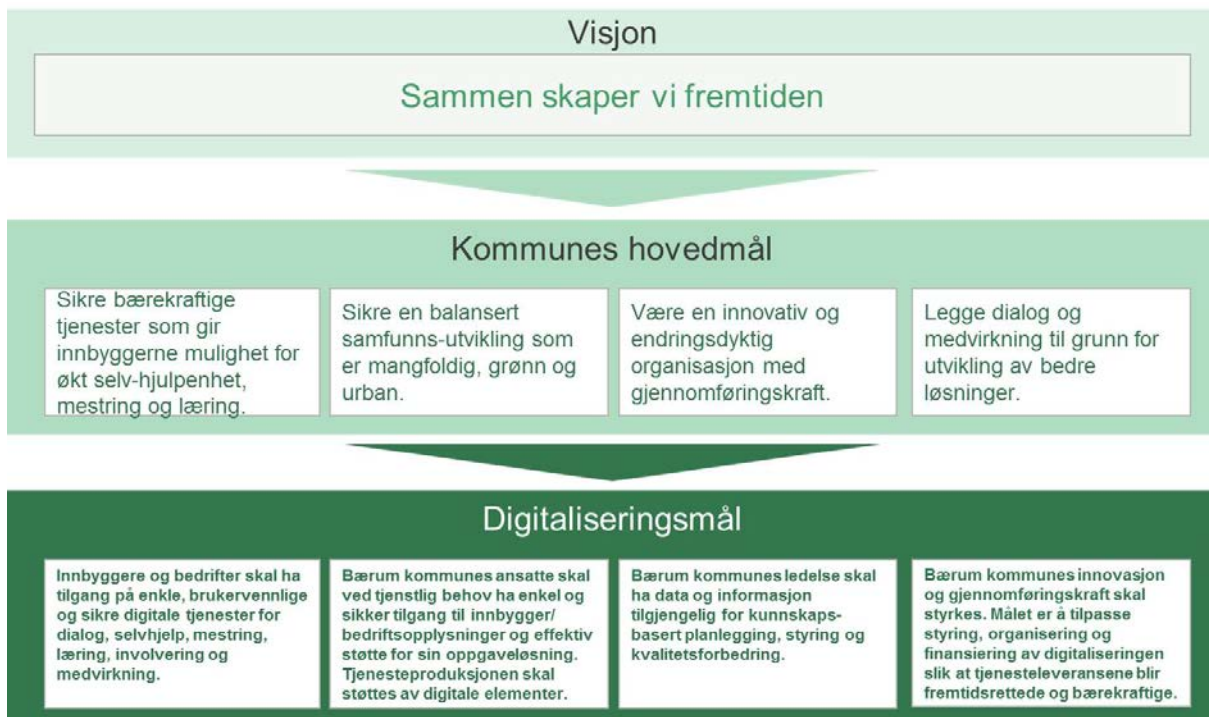 Visjon
Sammen skaper vi fremtiden
Kommunes hovedmål
Sikre bærekraftige
tjenester som gir
innbyggerne mulighet for
økt selv-hjulpenhet,
mestring og læring.
Sikre en balansert
samfunns-utvikling som
er mangfoldig, grønn og
urban.
Være en innovativ og
endringsdyktig
organisasjon med
gjennomføringskraft.
Legge dialog og
medvirkning til grunn for
utvikling av bedre
løsninger.
Digitaliseringsmål
Innbyggere og bedrifter skal ha
tilgang på enkle, brukervennlige
og sikre digitale tjenester for
dialog, selvhjelp, mestring,
læring, involvering og
medvirkning.
Bærum kommunes ansatte skal
ved tjenstlig behov ha enkel og
sikker tilgang til innbygger/
bedriftsopplysninger og effektiv
støtte for sin oppgaveløsning.
Tjenesteproduksjonen skal
støttes av digitale elementer.
Bærum kommunes ledelse skal
ha data og informasjon
tilgjengelig for kunnskaps-
basert planlegging, styring og
kvalitetsforbedring.
Bærum kommunes innovasjon
og gjennomføringskraft skal
styrkes. Målet er å tilpasse
styring, organisering og
finansiering av digitaliseringen
slik at tjenesteleveransene blir
fremtidsrettede og bærekraftige.